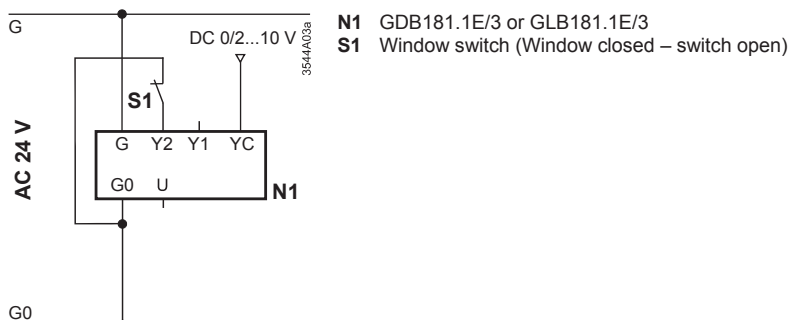 G
DC 0/2...10 V
3544A03a
S1
AC 24 V
G Y2 Y1 YC
G0 U
N1
G0
N1 GDB181.1E/3 or GLB181.1E/3
S1 Window switch (Window closed – switch open)